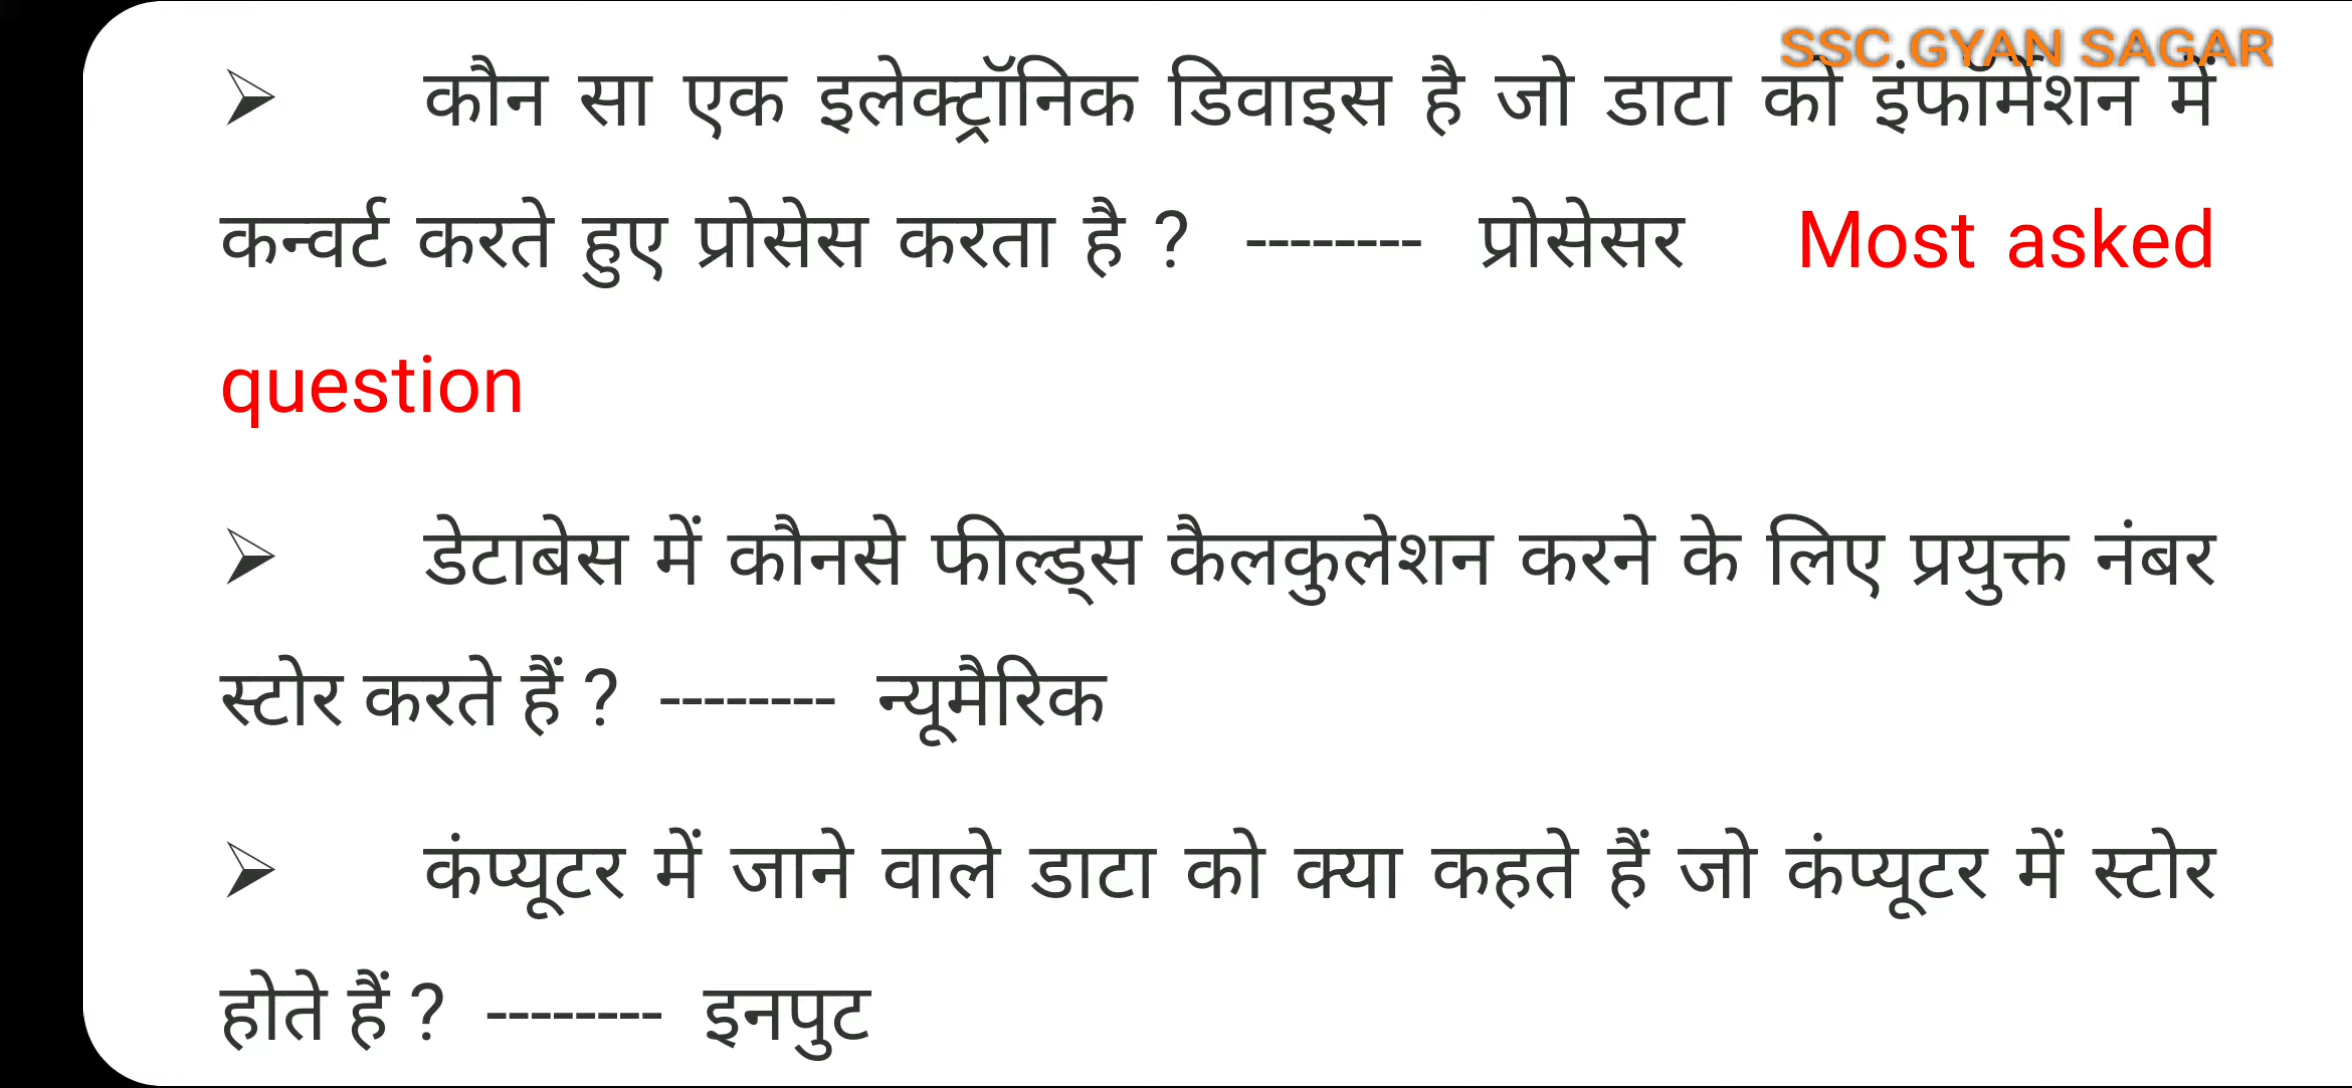 SSC GYAN SAGAR
➢ कौन सा एक इलेक्ट्रॉनिक डिवाइस है जो डाटा को इंफॉर्मेशन में
कन्वर्ट करते हुए प्रोसेस करता है ? -------- प्रोसेसर Most asked
question
➢ डेटाबेस में कौनसे फील्ड्स कैलकुलेशन करने के लिए प्रयुक्त नंबर
स्टोर करते हैं ? -------- न्यूमैरिक
➢ कंप्यूटर में जाने वाले डाटा को क्या कहते हैं जो कंप्यूटर में स्टोर
होते हैं ? -------- इनपुट